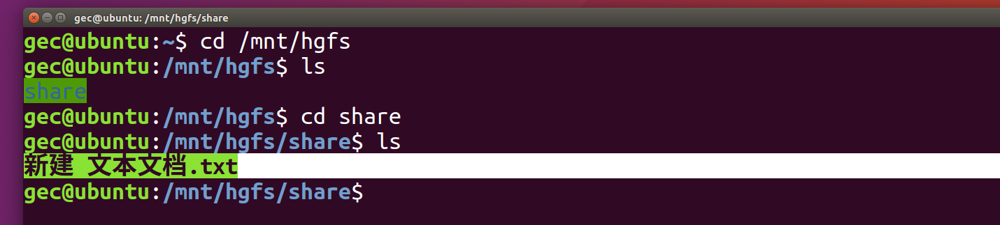 gec@ubuntu: /mnt/hgfs/share
gec@ubuntu:~$ cd /mnt/hgfs
gec@ubuntu:/mnt/hgfs$ ls
share
gec@ubuntu:/mnt/hgfs$ cd share
gec@ubuntu:/mnt/hgfs/share$ ls
新建 文本文档.txt
gec@ubuntu:/mnt/hgfs/share$